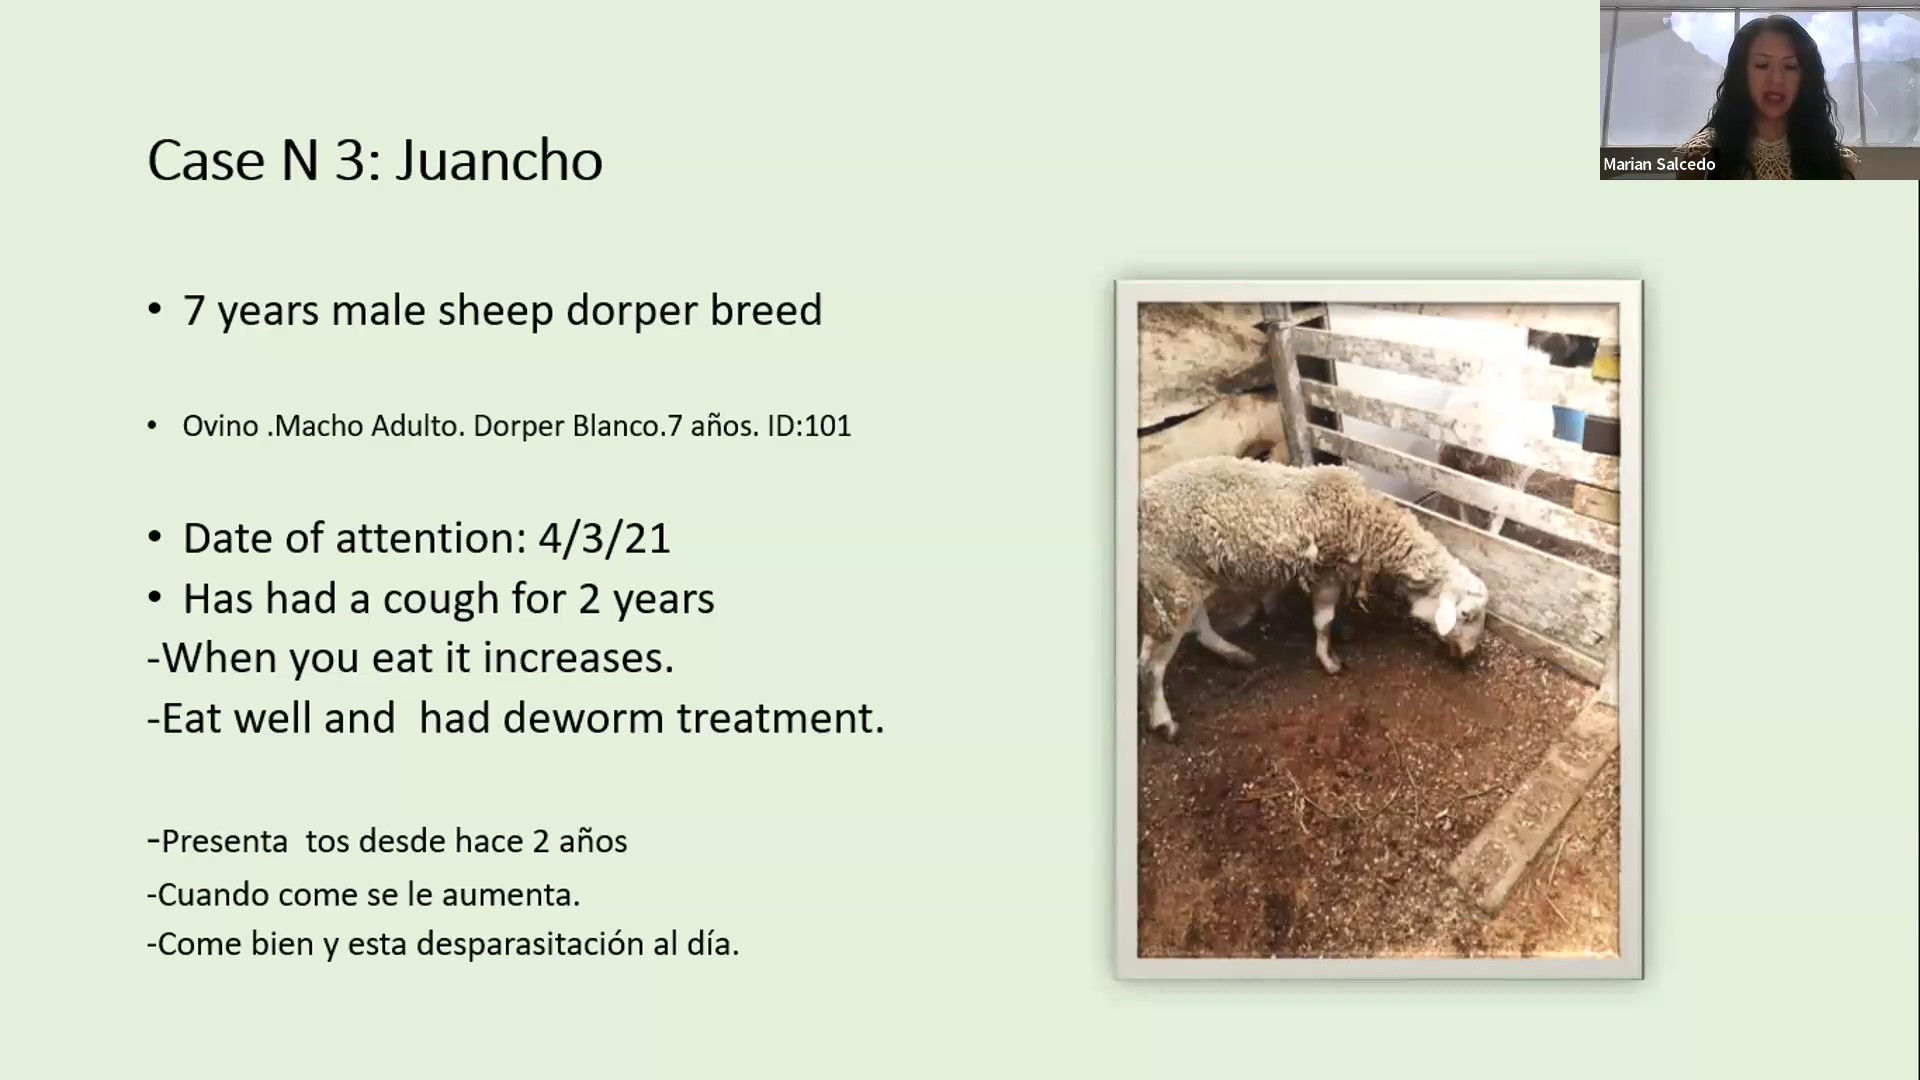 Case N 3: Juancho
Marian Salcedo
• 7 years male sheep dorper breed
• Ovino .Macho Adulto. Dorper Blanco.7 años. ID:101
• Date of attention: 4/3/21
• Has had a cough for 2 years
-When you eat it increases.
-Eat well and  had deworm treatment.
-Presenta  tos desde hace 2 años
-Cuando come se le aumenta.
-Come bien y esta desparasitación al día.